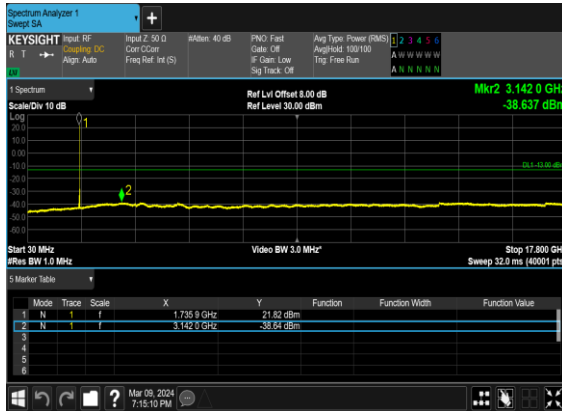 Spectrum Analyzer 1
Swept SA
+
KEYSIGHT Input: RF Input Z: 50 Ω #Atten: 40 dB PNO: Fast Avg Type: Power (RMS) 1 2 3 4 5 6
R T Coupling: DC Corr CCorr Gate: Off Avg|Hold: 100/100 A W W W W W
Align: Auto Freq Ref: Int (S) IF Gain: Low Trig: Free Run
Sig Track: Off A N N N N N
1 Spectrum Ref Lvl Offset 8.00 dB Mkr2 3.142 0 GHz
Scale/Div 10 dB Ref Level 30.00 dBm -38.637 dBm
Log
1
20.0
10.0
0.00
-10.0
DL1 -13.00 dBm
-20.0
-30.0
2
-40.0
-50.0
-60.0
Start 30 MHz Video BW 3.0 MHz* Stop 17.800 GHz
#Res BW 1.0 MHz Sweep 32.0 ms (40001 pts)
5 Marker Table
Mode Trace Scale X Y Function Function Width Function Value
1 N 1 f 1.735 9 GHz 21.82 dBm
2 N 1 f 3.142 0 GHz -38.64 dBm
3
4
5
6
? Mar 09, 2024
7:15:10 PM